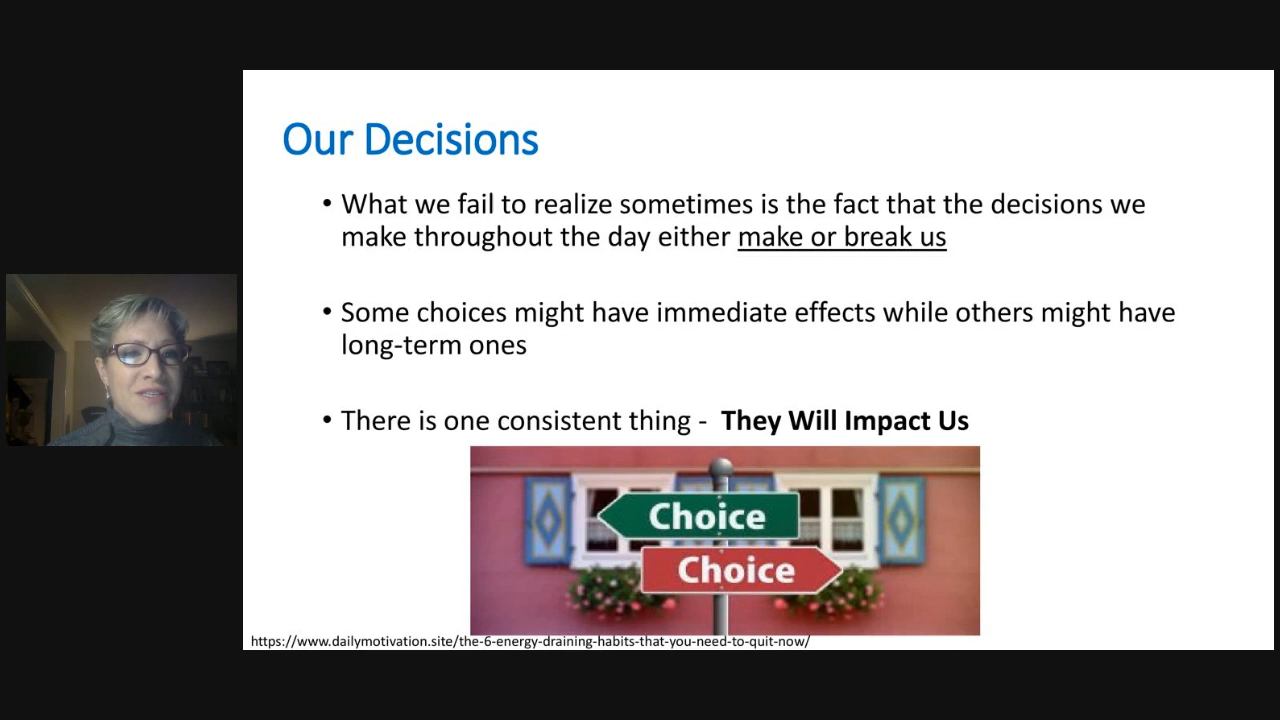 Our Decisions
• What we fail to realize sometimes is the fact that the decisions we
make throughout the day either make or break us
• Some choices might have immediate effects while others might have
long-term ones
• There is one consistent thing - They Will Impact Us
Choice
Choice
https://www.dailymotivation.site/the-6-energy-draining-habits-that-you-need-to-quit-now/